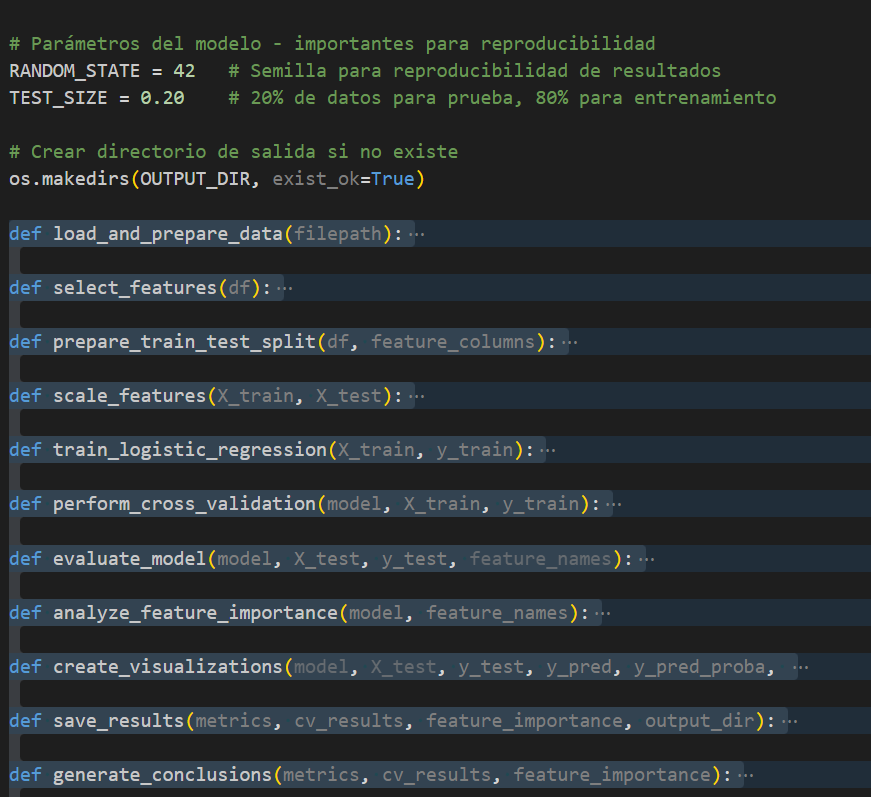 # Parámetros del modelo - importantes para reproducibilidad
RANDOM_STATE = 42   # Semilla para reproducibilidad de resultados
TEST_SIZE = 0.20    # 20% de datos para prueba, 80% para entrenamiento
# Crear directorio de salida si no existe
os.makedirs(OUTPUT_DIR, exist_ok=True)
def load_and_prepare_data(filepath): ···
def select_features(df): ···
def prepare_train_test_split(df, feature_columns): ···
def scale_features(X_train, X_test): ···
def train_logistic_regression(X_train, y_train): ···
def perform_cross_validation(model, X_train, y_train): ···
def evaluate_model(model, X_test, y_test, feature_names): ···
def analyze_feature_importance(model, feature_names): ···
def create_visualizations(model, X_test, y_test, y_pred, y_pred_proba, ···
def save_results(metrics, cv_results, feature_importance, output_dir): ···
def generate_conclusions(metrics, cv_results, feature_importance): ···